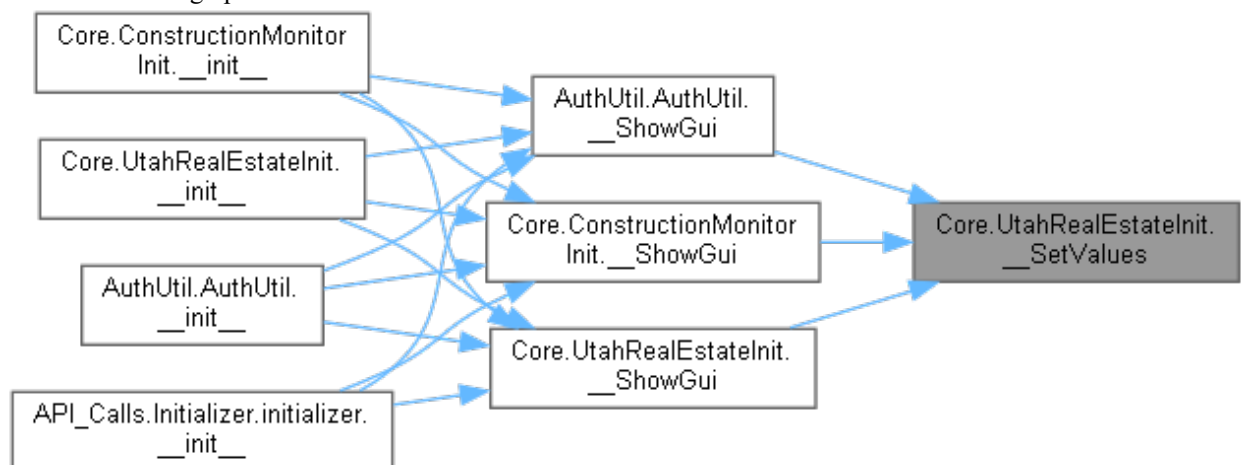 Core.ConstructionMonitor
Init.__init__
Core.UtahRealEstateInit.
__init__
AuthUtil.AuthUtil.
__init__
API_Calls.Initializer.initializer.
__init__
AuthUtil.AuthUtil.
__ShowGui
Core.ConstructionMonitor
Init.__ShowGui
Core.UtahRealEstateInit.
__ShowGui
Core.UtahRealEstateInit.
__SetValues